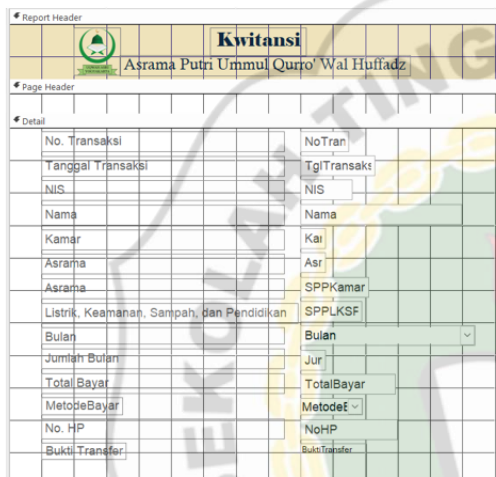 Report Header
Kwitansi
Asrama Putri Ummul Qurro' Wal Huffadz
Page Header
Detail
No. Transaksi NoTran
Tanggal Transaksi TglTransaks
NIS NIS
Nama Nama
Kamar Kar
Asrama Asr
Asrama SPPKamar
Listrik, Keamanan, Sampah, dan Pendidikan SPPLKSF
Bulan Bulan
Jumlah Bulan Jur
Total Bayar TotalBayar
MetodeBayar MetodeE
No. HP NoHP
Bukti Transfer BuktiTransfer
SEKOLAH TING